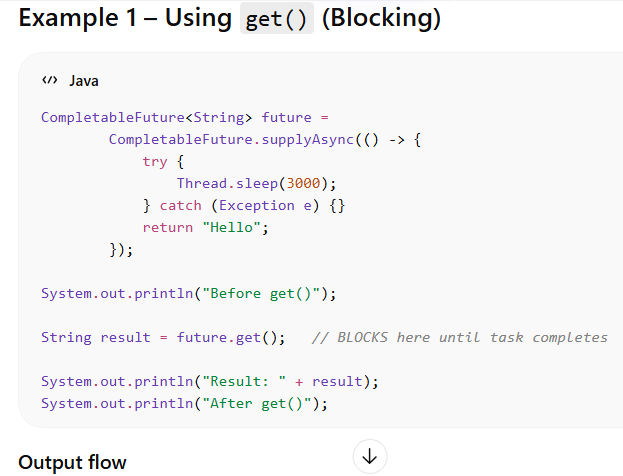 Example 1 – Using get() (Blocking)
</> Java
CompletableFuture<String> future =
        CompletableFuture.supplyAsync(() -> {
            try {
                Thread.sleep(3000);
            } catch (Exception e) {}
            return "Hello";
        });
System.out.println("Before get()");
String result = future.get();   // BLOCKS here until task completes
System.out.println("Result: " + result);
System.out.println("After get()");
Output flow